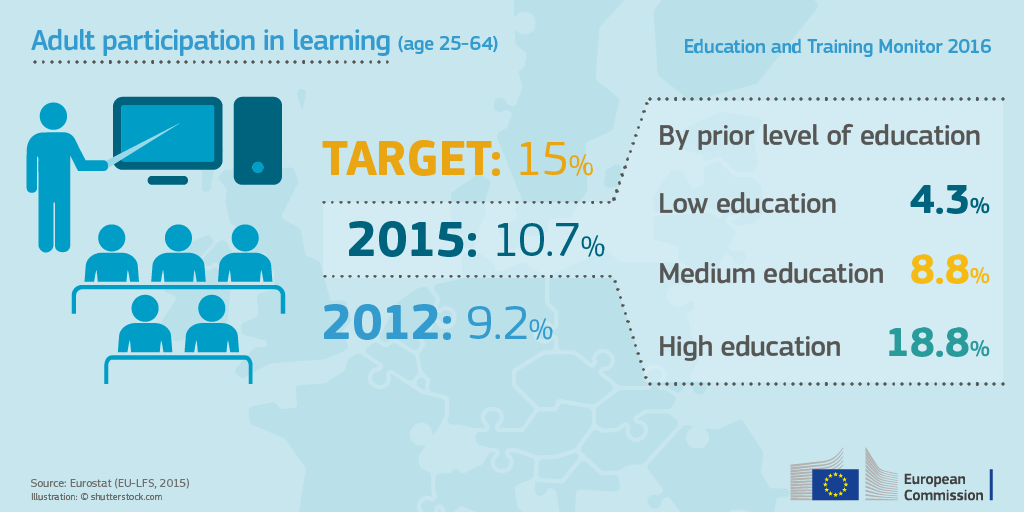 Adult participation in learning (age 25-64)
Education and Training Monitor 2016
TARGET: 15%
2015: 10.7%
2012: 9.2%
By prior level of education
Low education 4.3%
Medium education 8.8%
High education 18.8%
Source: Eurostat (EU-LFS, 2015)
Illustration: © shutterstock.com
European
Commission